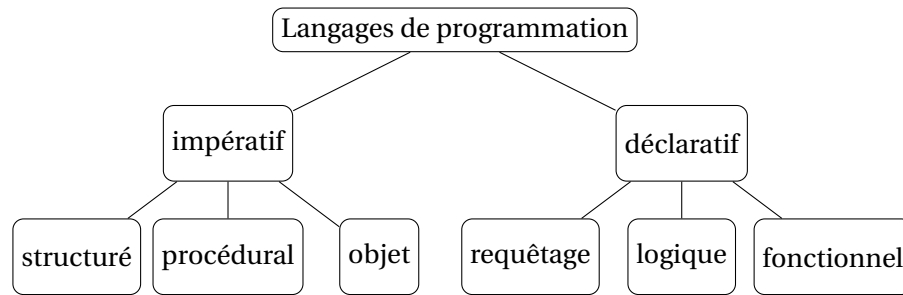 Langages de programmation
impératif
déclaratif
structuré
procédural
objet
requêtage
logique
fonctionnel